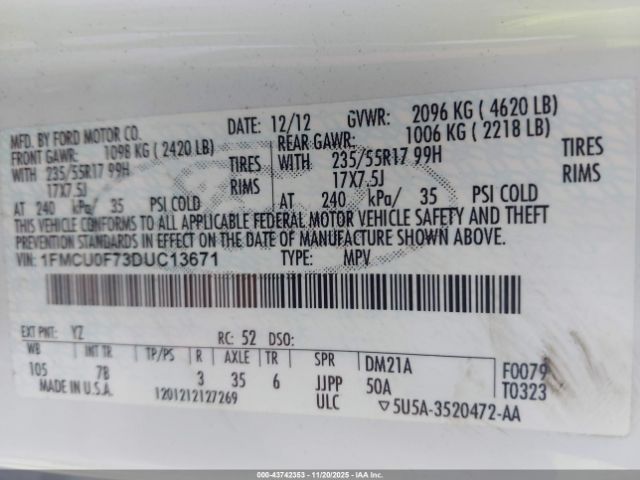 MFD. BY FORD MOTOR CO. DATE: 12/12 GVWR: 2096 KG ( 4620 LB)
FRONT GAWR: 1098 KG ( 2420 LB) REAR GAWR: 1006 KG ( 2218 LB)
WITH 235/55R17 99H TIRES WITH 235/55R17 99H TIRES
17X7.5J RIMS 17X7.5J RIMS
AT 240 kPa/ 35 PSI COLD AT 240 kPa/ 35 PSI COLD
THIS VEHICLE CONFORMS TO ALL APPLICABLE FEDERAL MOTOR VEHICLE SAFETY AND THEFT
PREVENTION STANDARDS IN EFFECT ON THE DATE OF MANUFACTURE SHOWN ABOVE.
VIN: 1FMCU0F73DUC13671 TYPE: MPV
EXT PNT: YZ RC: 52 DSO:
WB INT TR TP/PS R AXLE TR SPR DM21A F0079
105 7B 3 35 6 JJPP 50A T0323
MADE IN U.S.A. 1201212127269 ULC ▽5U5A-3520472-AA
000-43742353 - 11/20/2025 - IAA Inc.